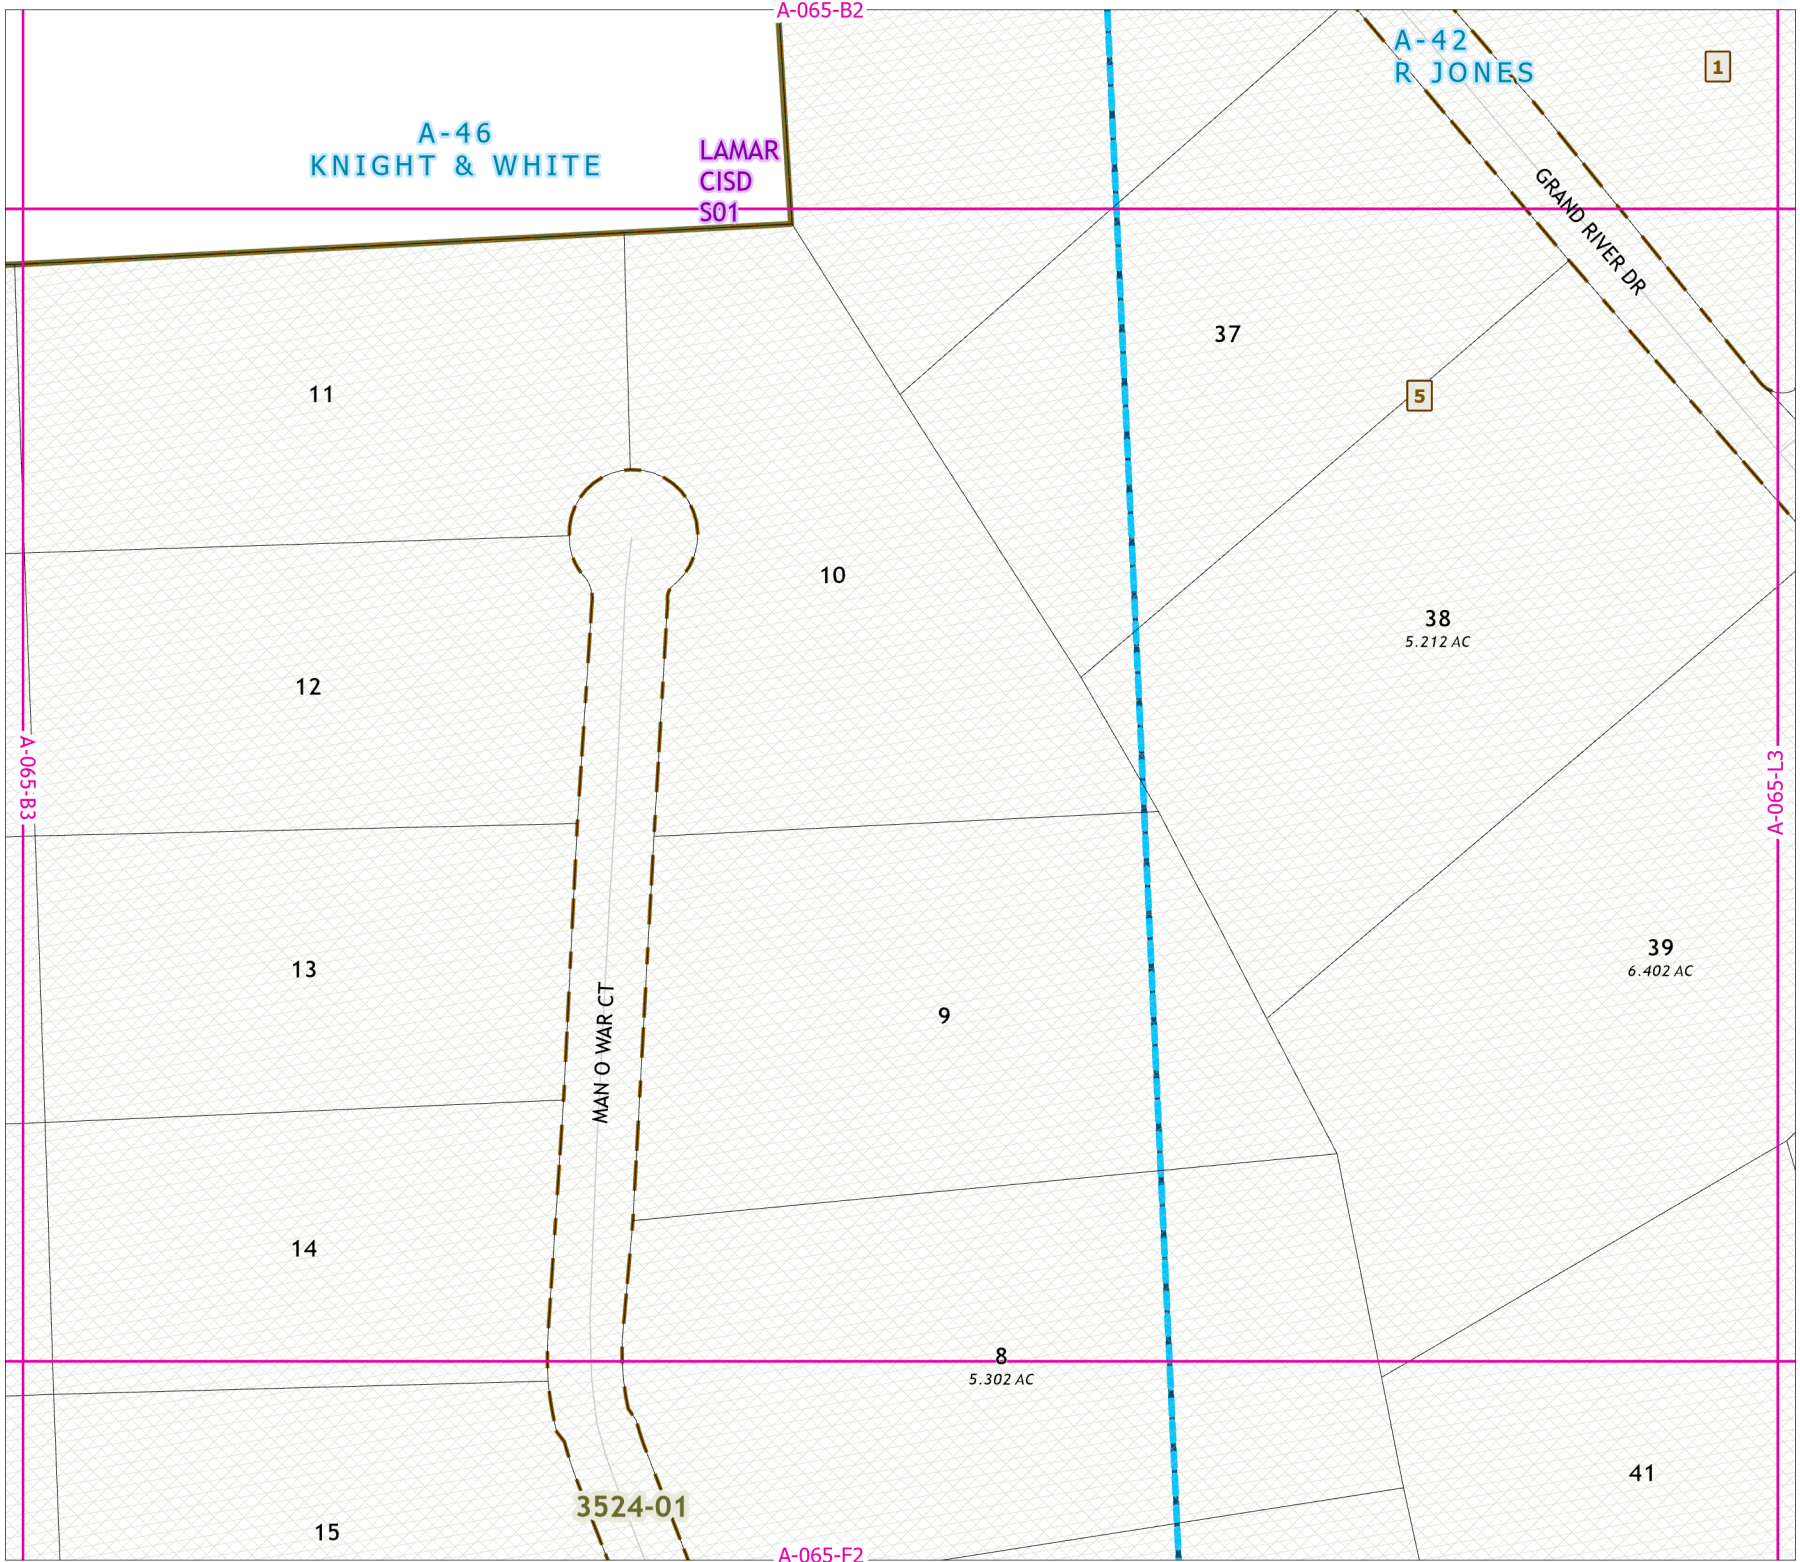 A-065-B2
A-42
R JONES
1
A-46
KNIGHT & WHITE
LAMAR
CISD
S01
GRAND RIVER DR
37
11
5
10
38
5.212 AC
12
A-065-B3
A-065-L3
39
6.402 AC
13
9
MAN O WAR CT
14
8
5.302 AC
41
3524-01
15
A-065-F2